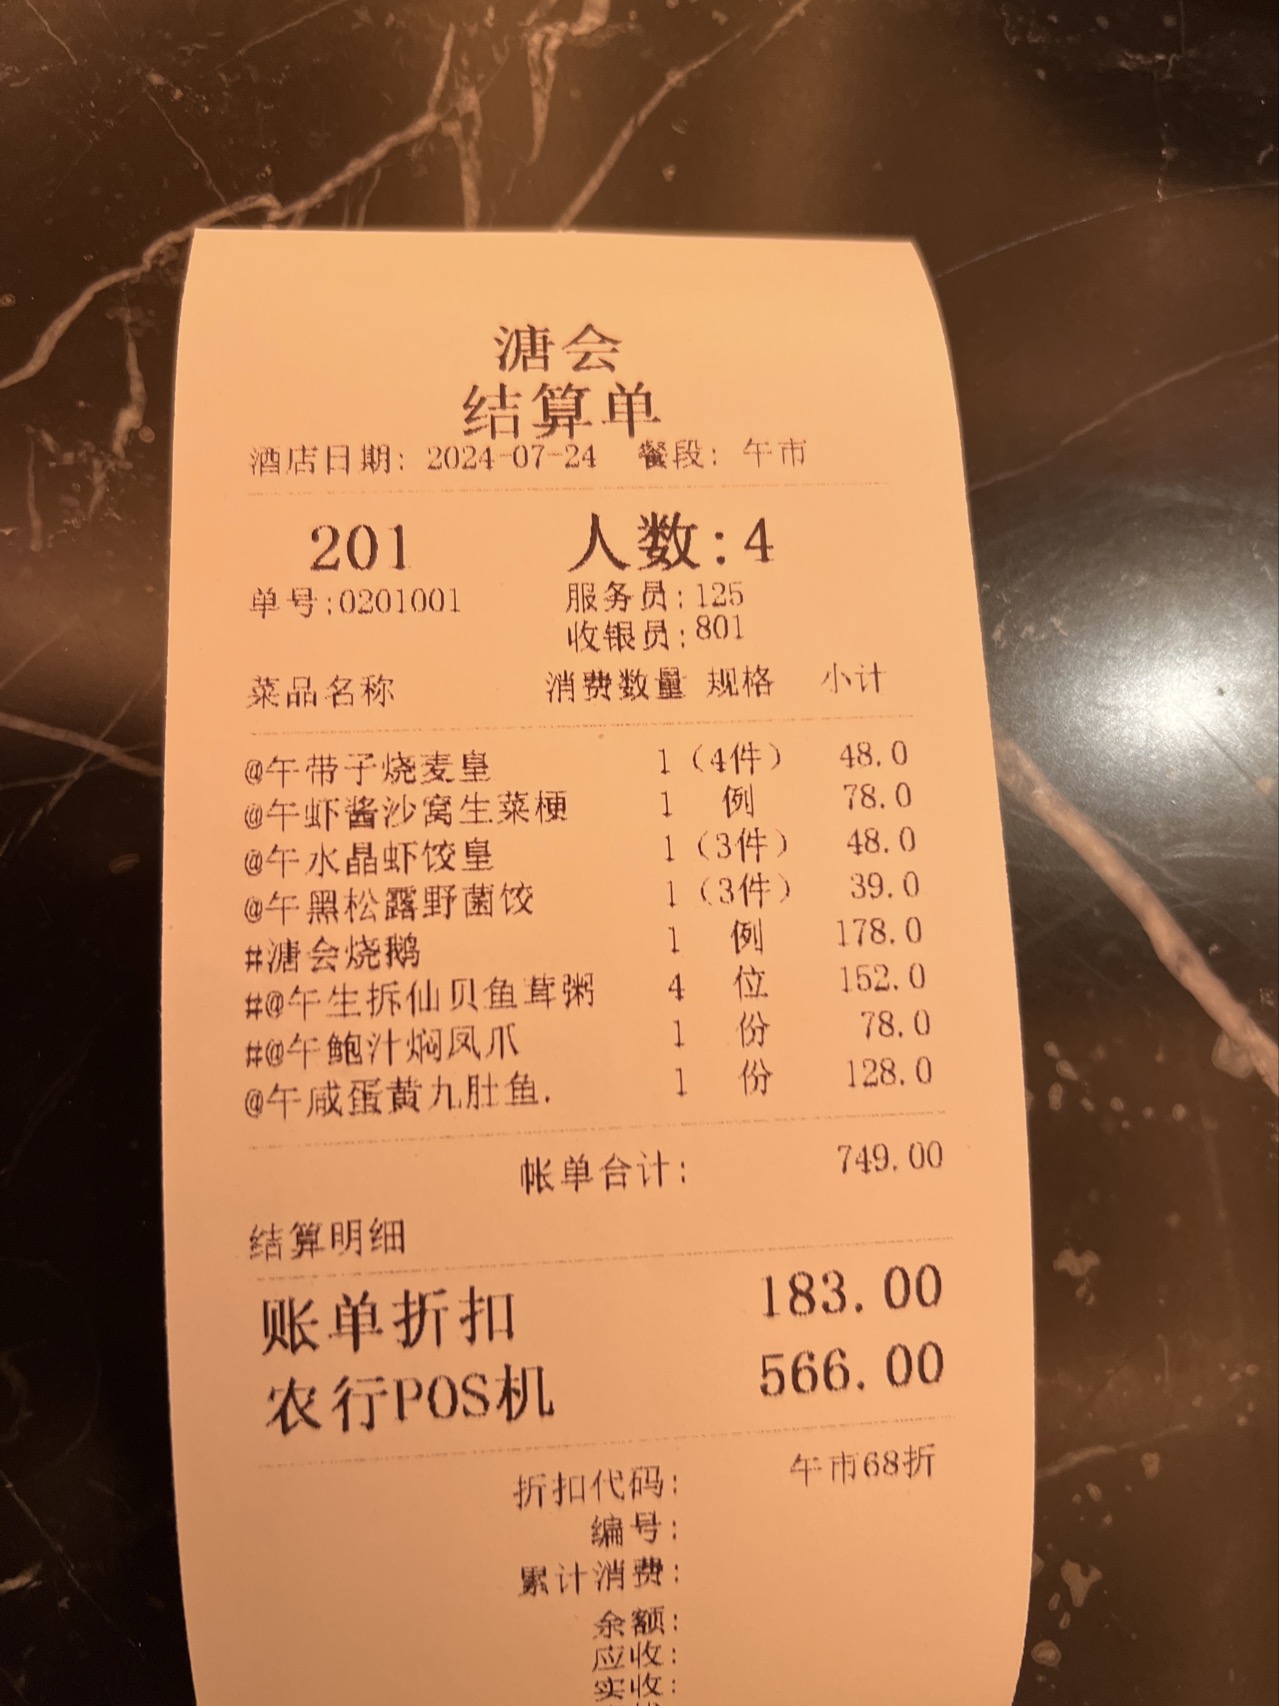 溏会
结算单
酒店日期: 2024-07-24 餐段: 午市
201 人数:4
单号:0201001 服务员:125
收银员:801
菜品名称 消费数量 规格 小计
@午带子烧麦皇 1 (4件) 48.0
@午虾酱沙窝生菜梗 1 例 78.0
@午水晶虾饺皇 1 (3件) 48.0
@午黑松露野菌饺 1 (3件) 39.0
#溏会烧鹅 1 例 178.0
#@午生拆仙贝鱼茸粥 4 位 152.0
#@午鲍汁焖凤爪 1 份 78.0
@午咸蛋黄九肚鱼. 1 份 128.0
帐单合计: 749.00
结算明细
账单折扣 183.00
农行POS机 566.00
折扣代码: 午市68折
编号:
累计消费:
余额:
应收:
实收: